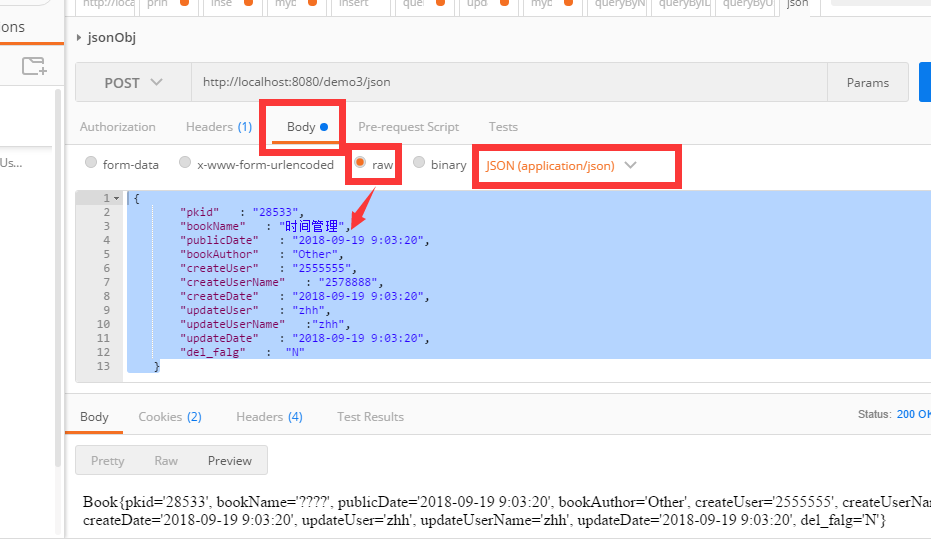 http://loca prin inse myb insert que upd myb queryByN queryByID queryByU json
ons
jsonObj
POST http://localhost:8080/demo3/json Params
Authorization Headers (1) Body Pre-request Script Tests
Us...
form-data x-www-form-urlencoded raw binary JSON (application/json)
1 {
2 "pkid" : "28533",
3 "bookName" : "时间管理",
4 "publicDate" : "2018-09-19 9:03:20",
5 "bookAuthor" : "Other",
6 "createUser" : "2555555",
7 "createUserName" : "2578888",
8 "createDate" : "2018-09-19 9:03:20",
9 "updateUser" : "zhh",
10 "updateUserName" :"zhh",
11 "updateDate" : "2018-09-19 9:03:20",
12 "del_falg" : "N"
13 }
Body Cookies (2) Headers (4) Test Results Status: 200 OK
Pretty Raw Preview
Book{pkid='28533', bookName='????', publicDate='2018-09-19 9:03:20', bookAuthor='Other', createUser='2555555', createUserNa
createDate='2018-09-19 9:03:20', updateUser='zhh', updateUserName='zhh', updateDate='2018-09-19 9:03:20', del_falg='N'}